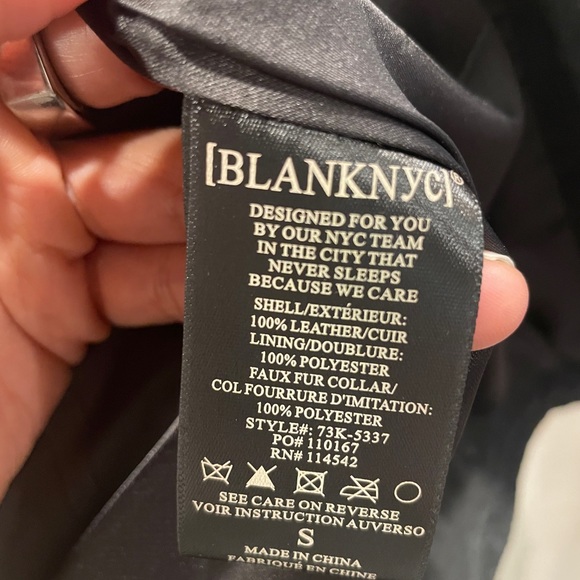 [BLANKNYC]®
DESIGNED FOR YOU
BY OUR NYC TEAM
IN THE CITY THAT
NEVER SLEEPS
BECAUSE WE CARE
SHELL/EXTÉRIEUR:
100% LEATHER/CUIR
LINING/DOUBLURE:
100% POLYESTER
FAUX FUR COLLAR/
COL FOURRURE D'IMITATION:
100% POLYESTER
STYLE#: 73K-5337
PO# 110167
RN# 114542
SEE CARE ON REVERSE
VOIR INSTRUCTION AUVERSO
S
MADE IN CHINA
FABRIQUÉ EN CHINE